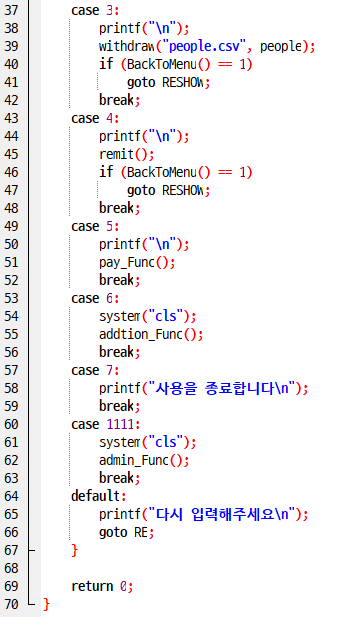 37 case 3:
38 printf("\n");
39 withdraw("people.csv", people);
40 if (BackToMenu() == 1)
41 goto RESHOW;
42 break;
43 case 4:
44 printf("\n");
45 remit();
46 if (BackToMenu() == 1)
47 goto RESHOW;
48 break;
49 case 5:
50 printf("\n");
51 pay_Func();
52 break;
53 case 6:
54 system("cls");
55 addtion_Func();
56 break;
57 case 7:
58 printf("사용을 종료합니다\n");
59 break;
60 case 1111:
61 system("cls");
62 admin_Func();
63 break;
64 default:
65 printf("다시 입력해주세요\n");
66 goto RE;
67 }
68
69 return 0;
70 }